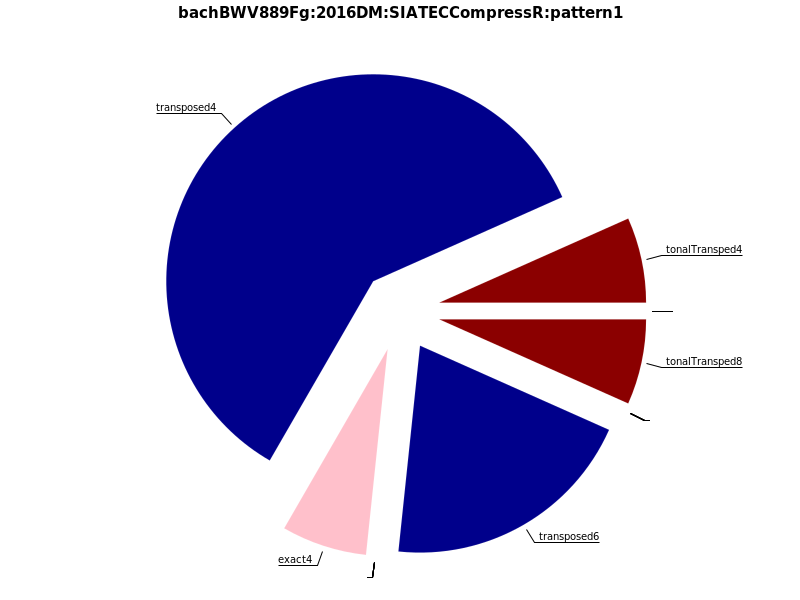 bachBWV889Fg:2016DM:SIATECCompressR:pattern1
transposed4
tonalTransped4
tonalTransped8
transposed6
exact4